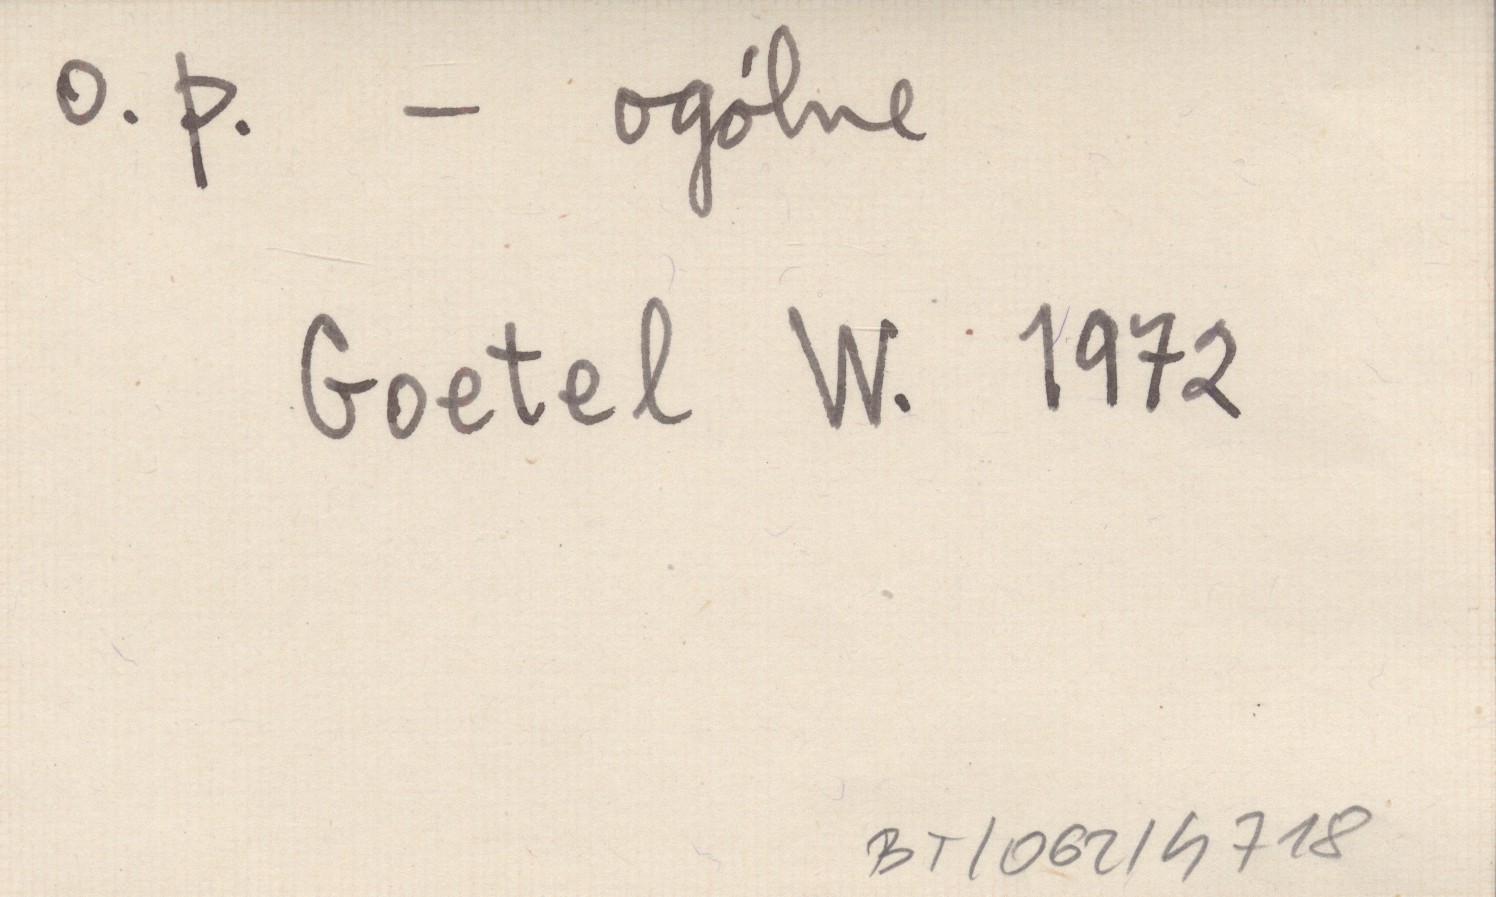 o. p. – ogólne
Goetel W. 1972
BT/062/4718